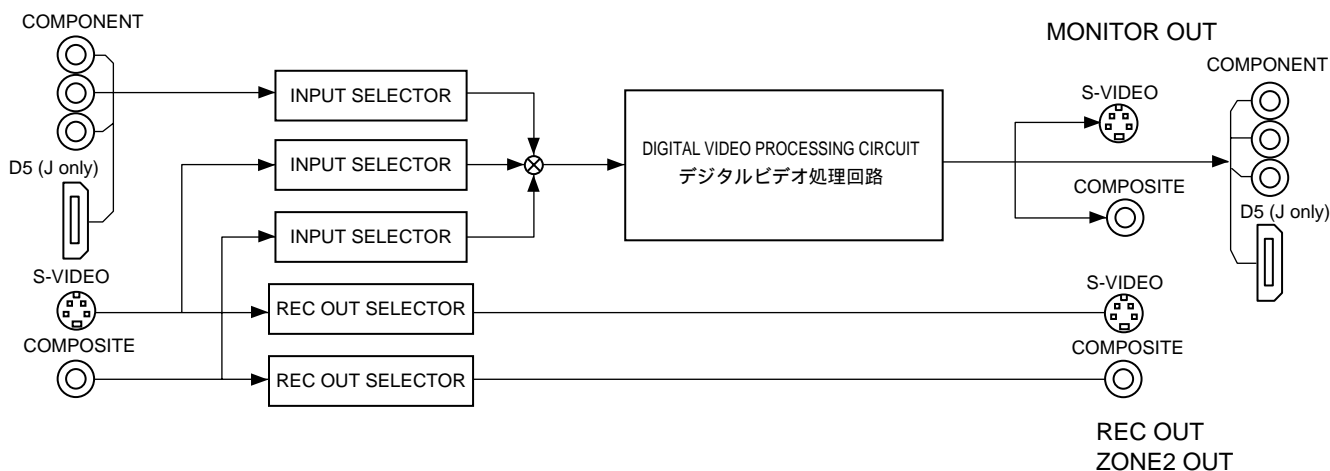 COMPONENT
MONITOR OUT
COMPONENT
S-VIDEO
INPUT SELECTOR
DIGITAL VIDEO PROCESSING CIRCUIT
デジタルビデオ処理回路
D5 (J only)
INPUT SELECTOR
COMPOSITE
D5 (J only)
INPUT SELECTOR
S-VIDEO
S-VIDEO
REC OUT SELECTOR
COMPOSITE
COMPOSITE
REC OUT SELECTOR
REC OUT
ZONE2 OUT